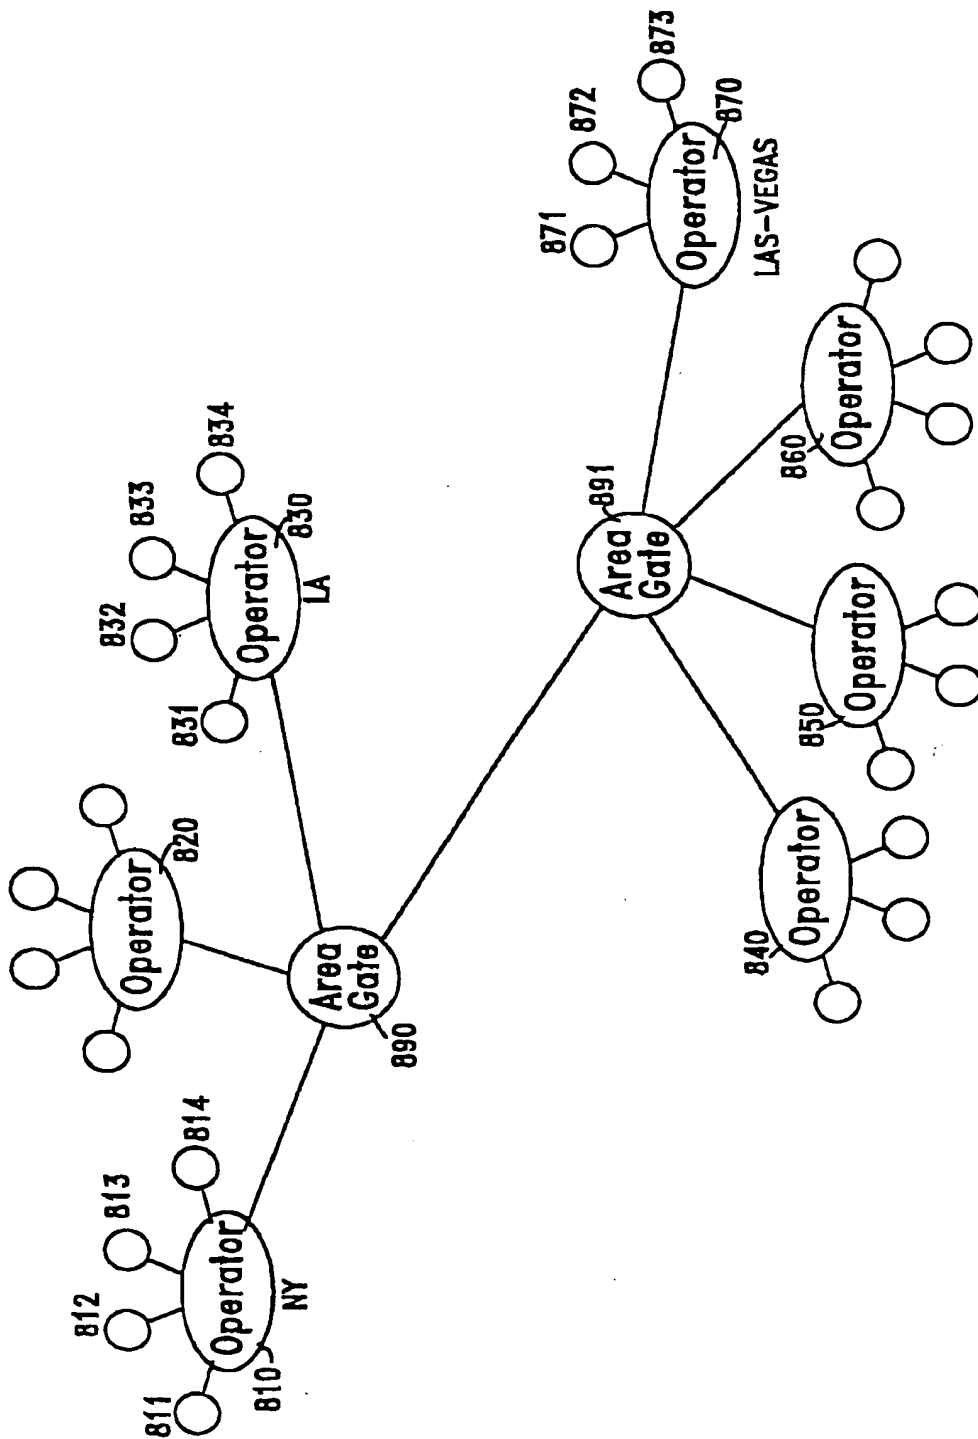 811
812
813
814
Operator
810
NY
Operator
820
831
832
833
834
Operator
830
LA
Area
Gate
890
Area
Gate
891
840
Operator
850
Operator
860
Operator
871
872
873
Operator
870
LAS-VEGAS